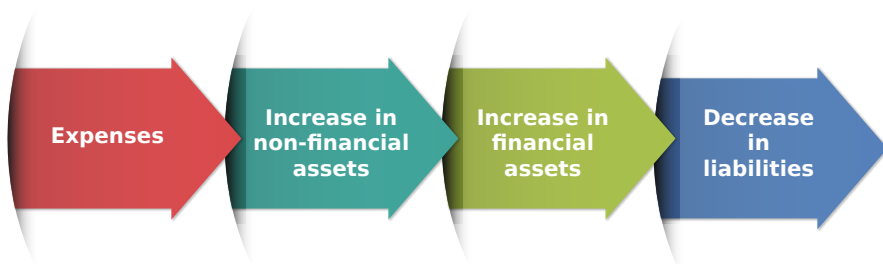 Expenses
Increase in
non-financial
assets
Increase in
financial
assets
Decrease
in
liabilities